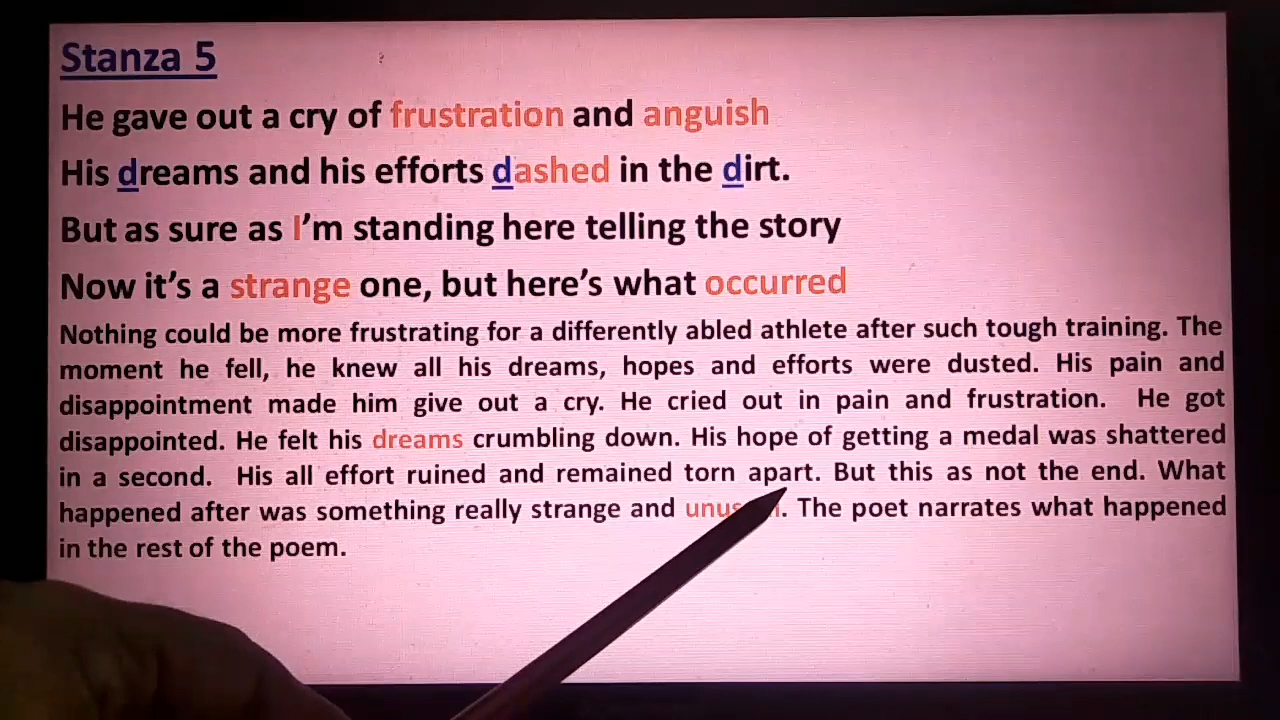 Stanza 5
He gave out a cry of frustration and anguish
His dreams and his efforts dashed in the dirt.
But as sure as I'm standing here telling the story
Now it's a strange one, but here's what occurred
Nothing could be more frustrating for a differently abled athlete after such tough training. The
moment he fell, he knew all his dreams, hopes and efforts were dusted. His pain and
disappointment made him give out a cry. He cried out in pain and frustration. He got
disappointed. He felt his dreams crumbling down. His hope of getting a medal was shattered
in a second. His all effort ruined and remained torn apart. But this as not the end. What
happened after was something really strange and . The poet narrates what happened
in the rest of the poem.